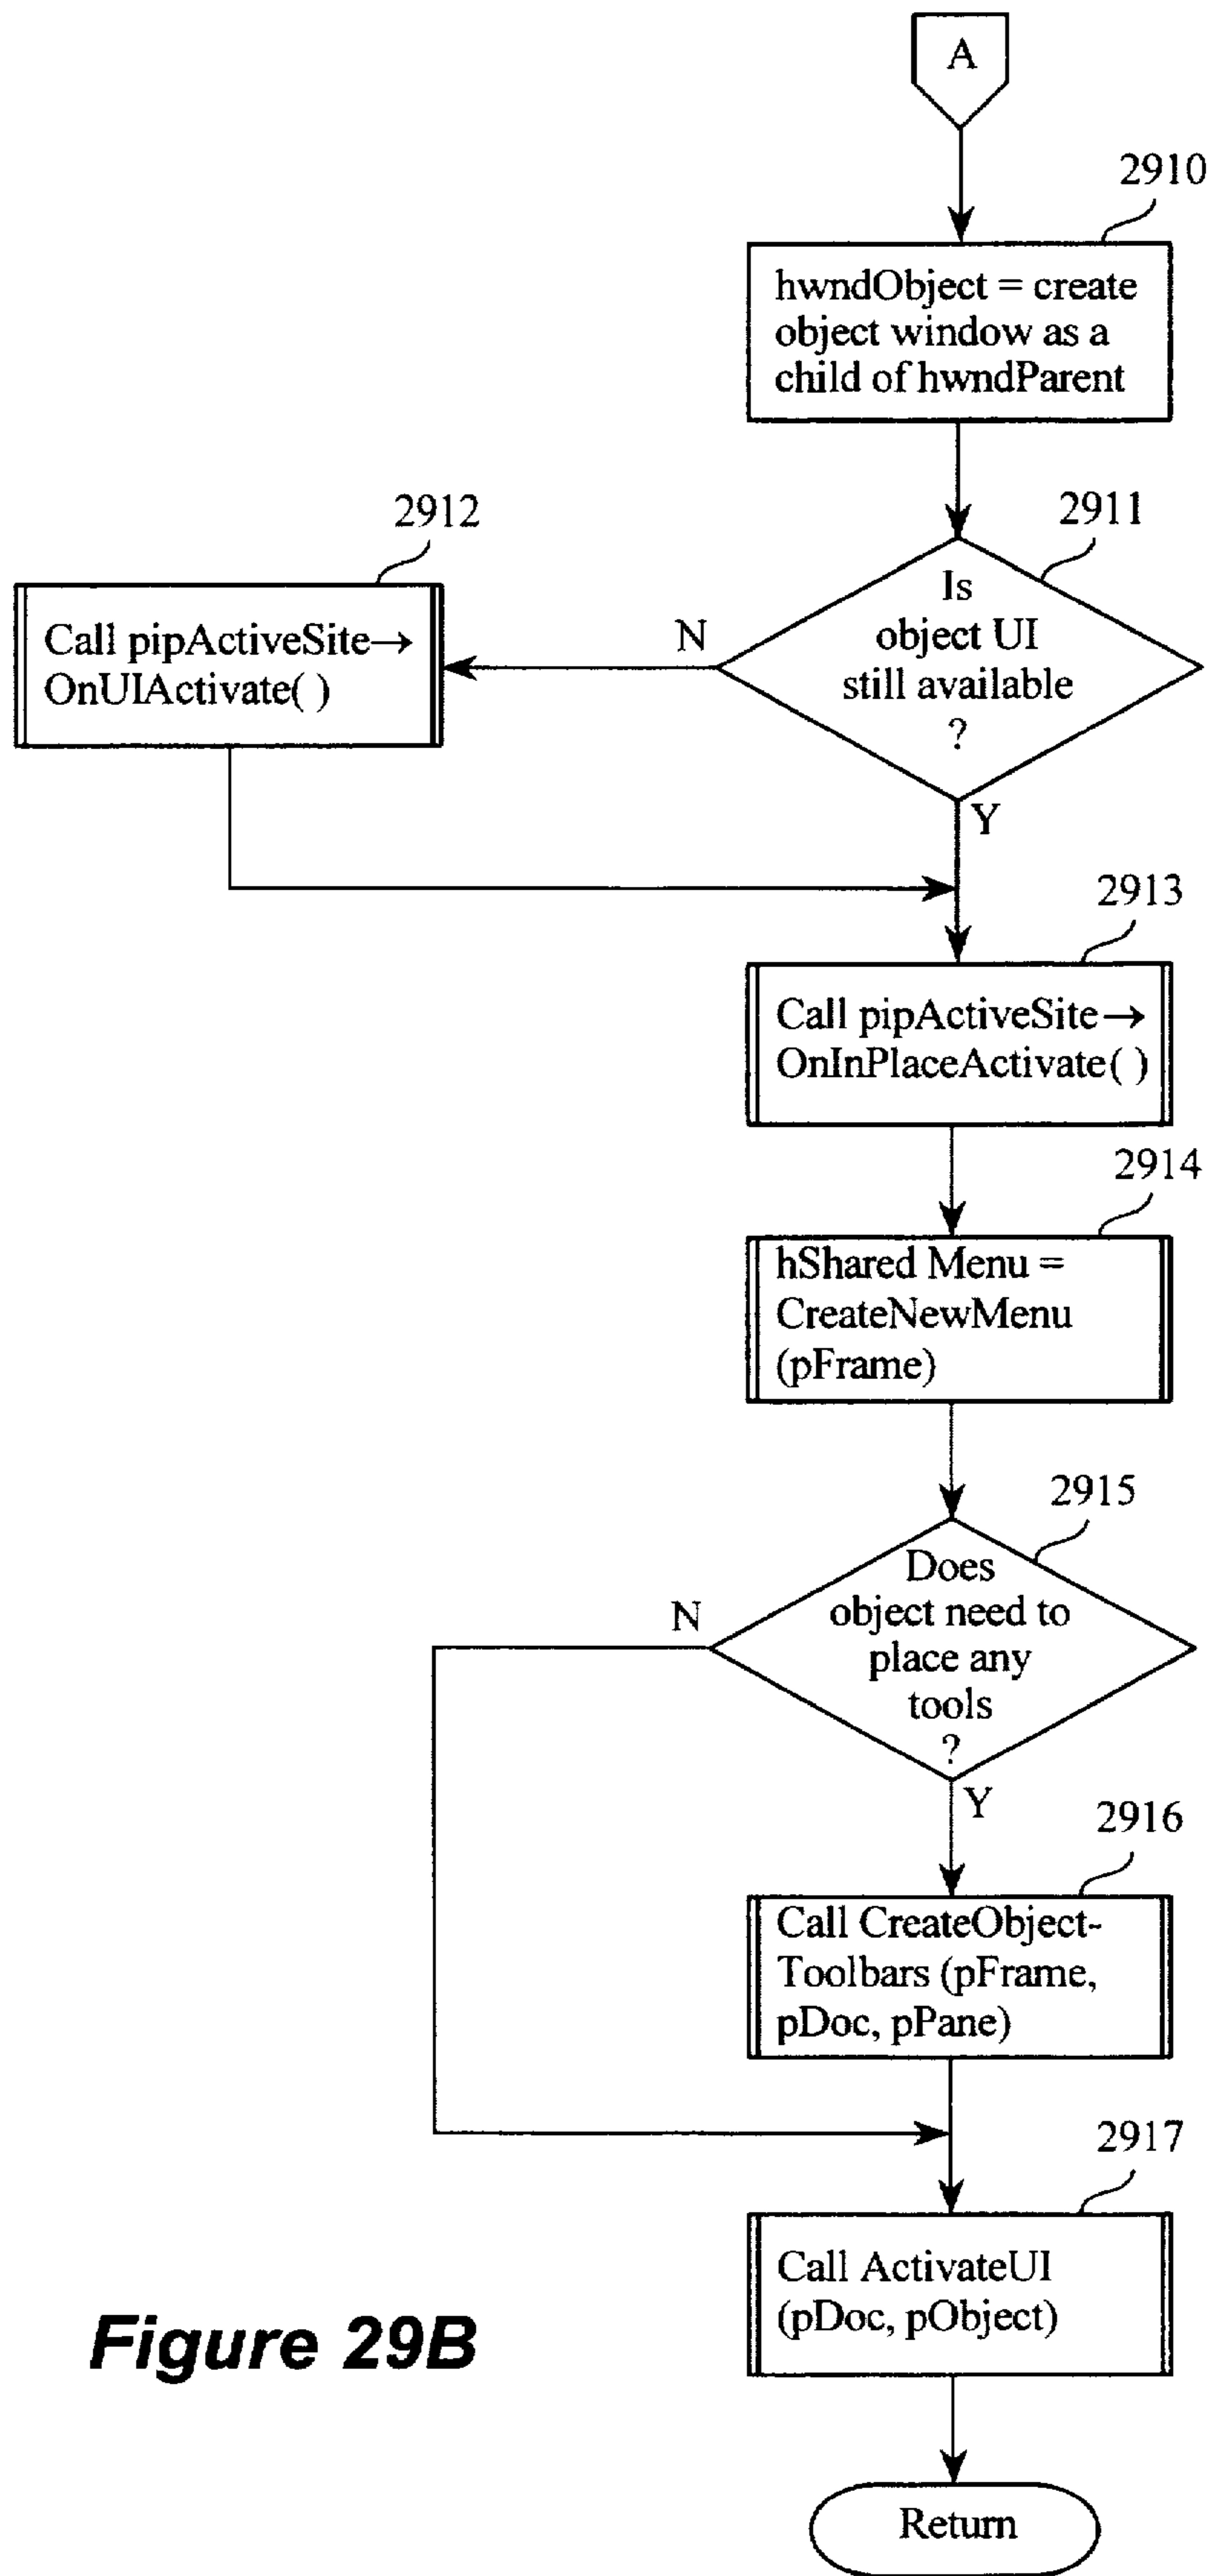 A
2910
hwndObject = create
object window as a
child of hwndParent
2911
Is
object UI
still available
?
N
Y
2912
Call pipActiveSite→
OnUIActivate( )
2913
Call pipActiveSite→
OnInPlaceActivate( )
2914
hShared Menu =
CreateNewMenu
(pFrame)
2915
Does
object need to
place any
tools
?
N
Y
2916
Call CreateObject-
Toolbars (pFrame,
pDoc, pPane)
2917
Call ActivateUI
(pDoc, pObject)
Figure 29B
Return